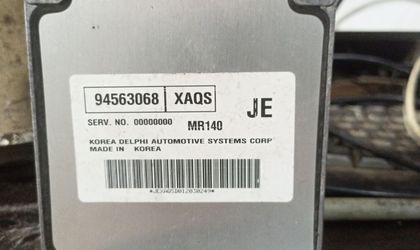 94563068 XAQS JE
SERV. NO. 00000000 MR140
KOREA DELPHI AUTOMOTIVE SYSTEMS CORP
MADE IN KOREA